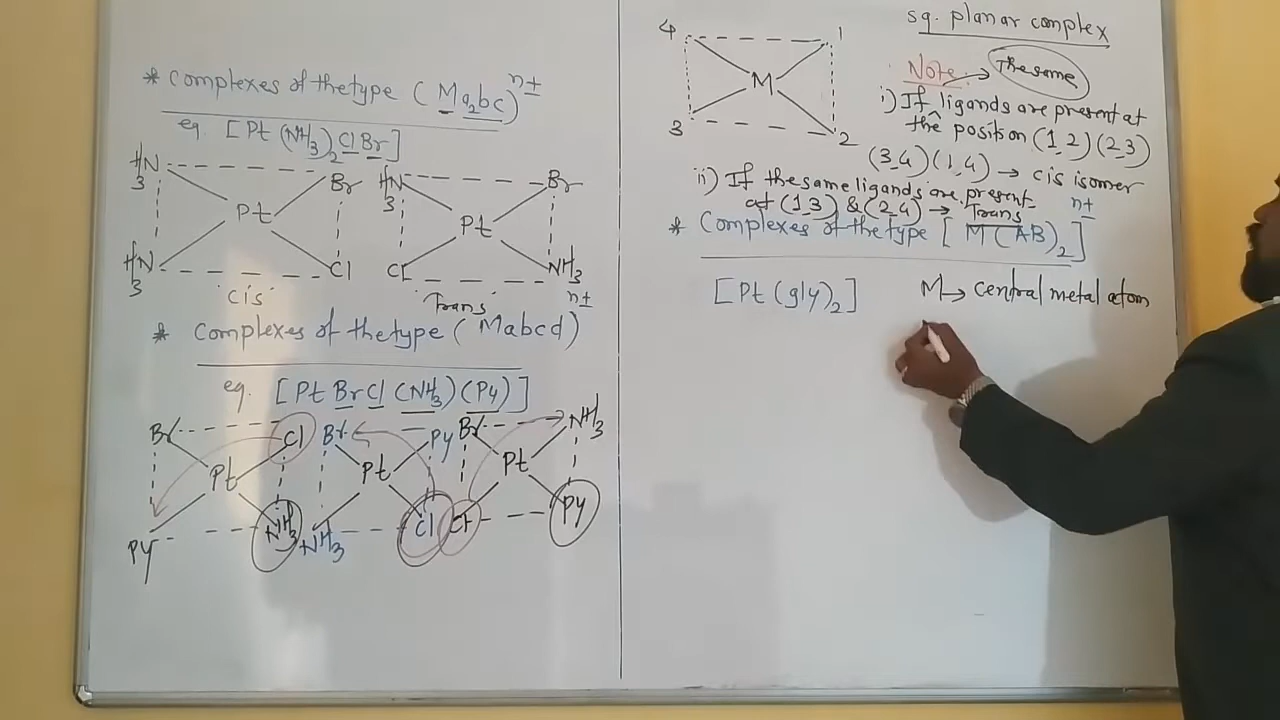 * Complexes of the type (Ma2bc)n+
eg. [Pt (NH3)2 Cl Br]
H3N Br
Pt
H3N Cl
cis
H3N Br
Pt
Cl NH3
Trans
* Complexes of the type (Mabcd)n+
eg. [Pt Br Cl (NH3)(Py)]
Br Cl
Pt
Py NH3
Br Py
Pt
NH3 Cl
Br NH3
Pt
Cl Py
sq. planar complex
4 1
M
3 2
Note → The same
i) If ^ ligands are present at
the position (1,2) (2,3)
(3,4) (1,4) → cis isomer
ii) If the same ligands are present
at (1,3) & (2,4) → Trans
* Complexes of the type [M(AB)2]n+
[Pt (gly)2] M → Central metal atom